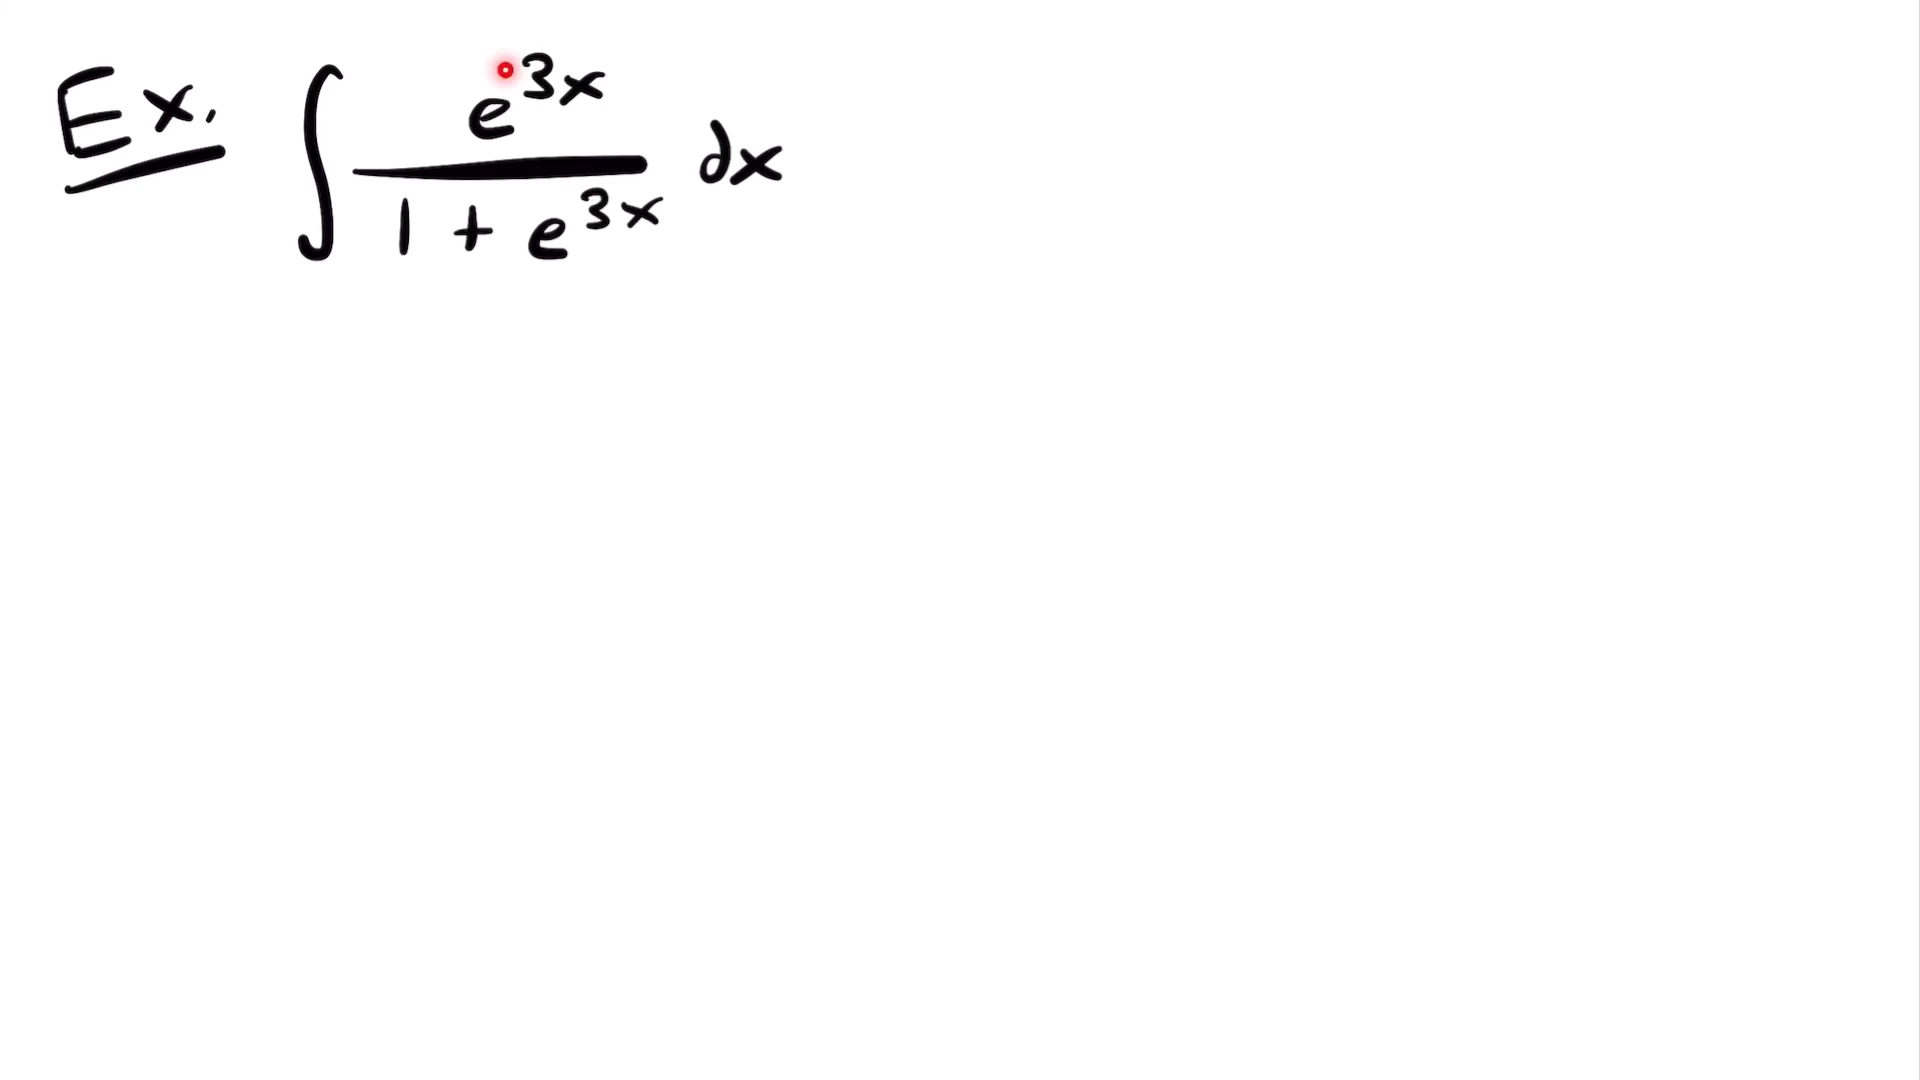 Ex. ∫ e^{3x} / (1 + e^{3x}) dx